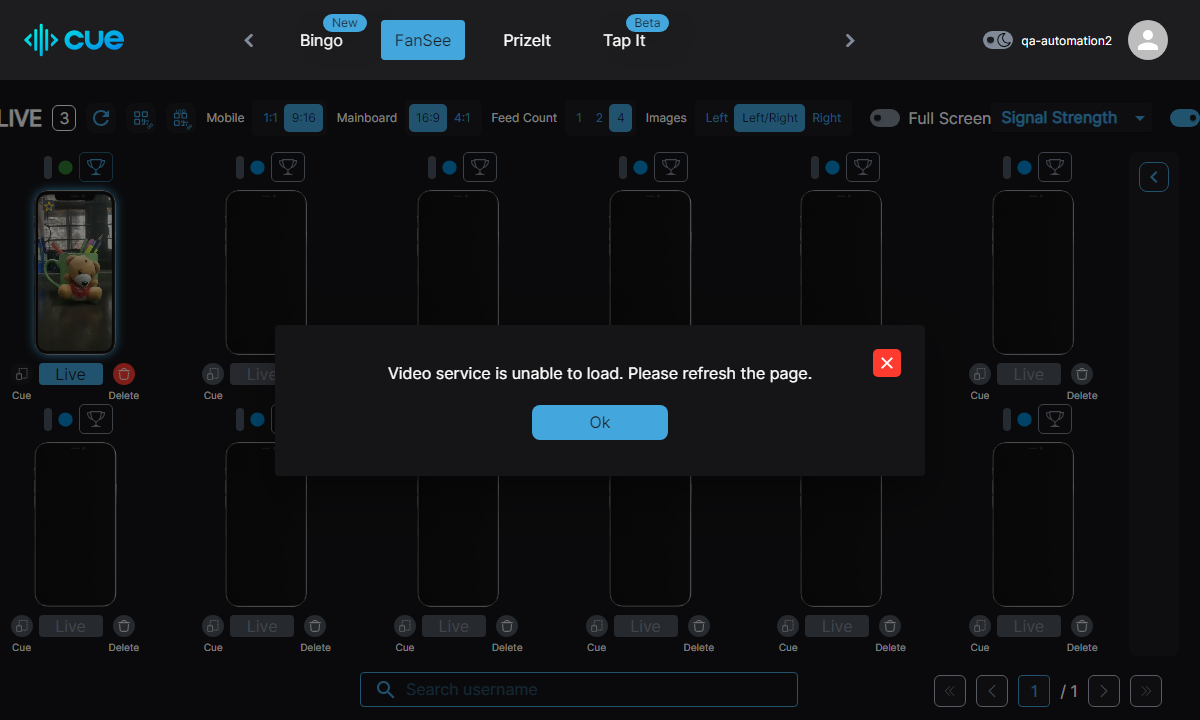 cue
Bingo
New
FanSee
PrizeIt
Tap It
Beta
qa-automation2
LIVE 3
Mobile 1:1 9:16 Mainboard 16:9 4:1 Feed Count 1 2 4 Images Left Left/Right Right Full Screen Signal Strength
Video service is unable to load. Please refresh the page.
Ok
Live Live Live
Cue Delete Cue Cue Delete
Live Live Live Live Live Live
Cue Delete Cue Delete Cue Delete Cue Delete Cue Delete Cue Delete
Search username
1 / 1